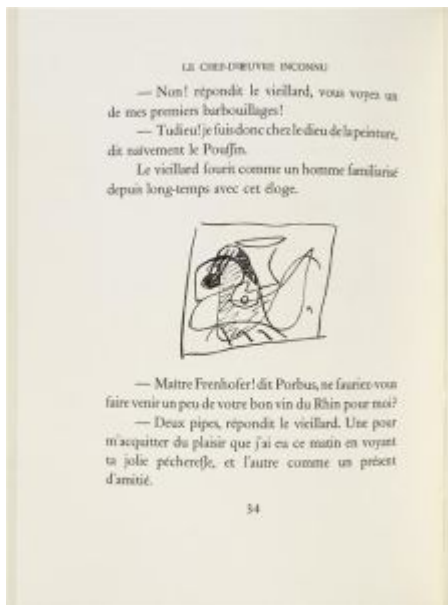 LE CHEF-D'ŒUVRE INCONNU
— Non! répondit le vieillard, vous voyez un
de mes premiers barbouillages!
— Tudieu! je ſuis donc chez le dieu de la peinture,
dit naïvement le Pouſſin.
Le vieillard ſourit comme un homme familiarisé
depuis long-temps avec cet éloge.
— Maître Frenhofer! dit Porbus, ne ſauriez-vous
faire venir un peu de votre bon vin du Rhin pour moi?
— Deux pipes, répondit le vieillard. Une pour
m'acquitter du plaisir que j'ai eu ce matin en voyant
ta jolie péchereſſe, et l'autre comme un présent
d'amitié.
34